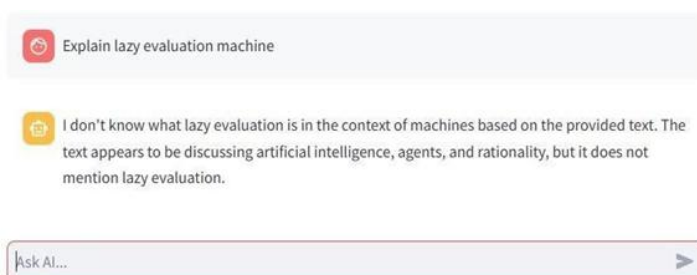 Explain lazy evaluation machine
I don't know what lazy evaluation is in the context of machines based on the provided text. The
text appears to be discussing artificial intelligence, agents, and rationality, but it does not
mention lazy evaluation.
Ask AI...